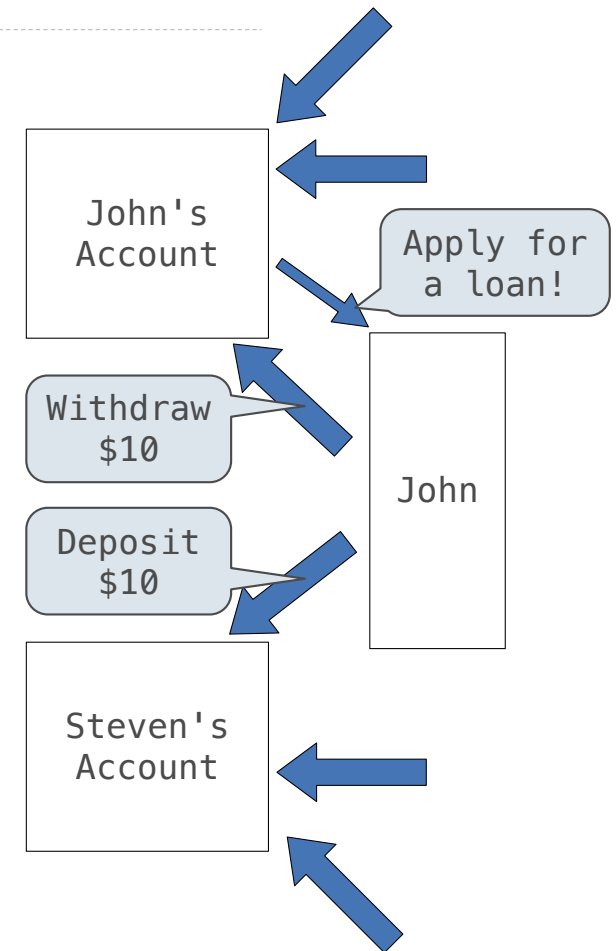 John's
Account
Apply for
a loan!
Withdraw
$10
John
Deposit
$10
Steven's
Account